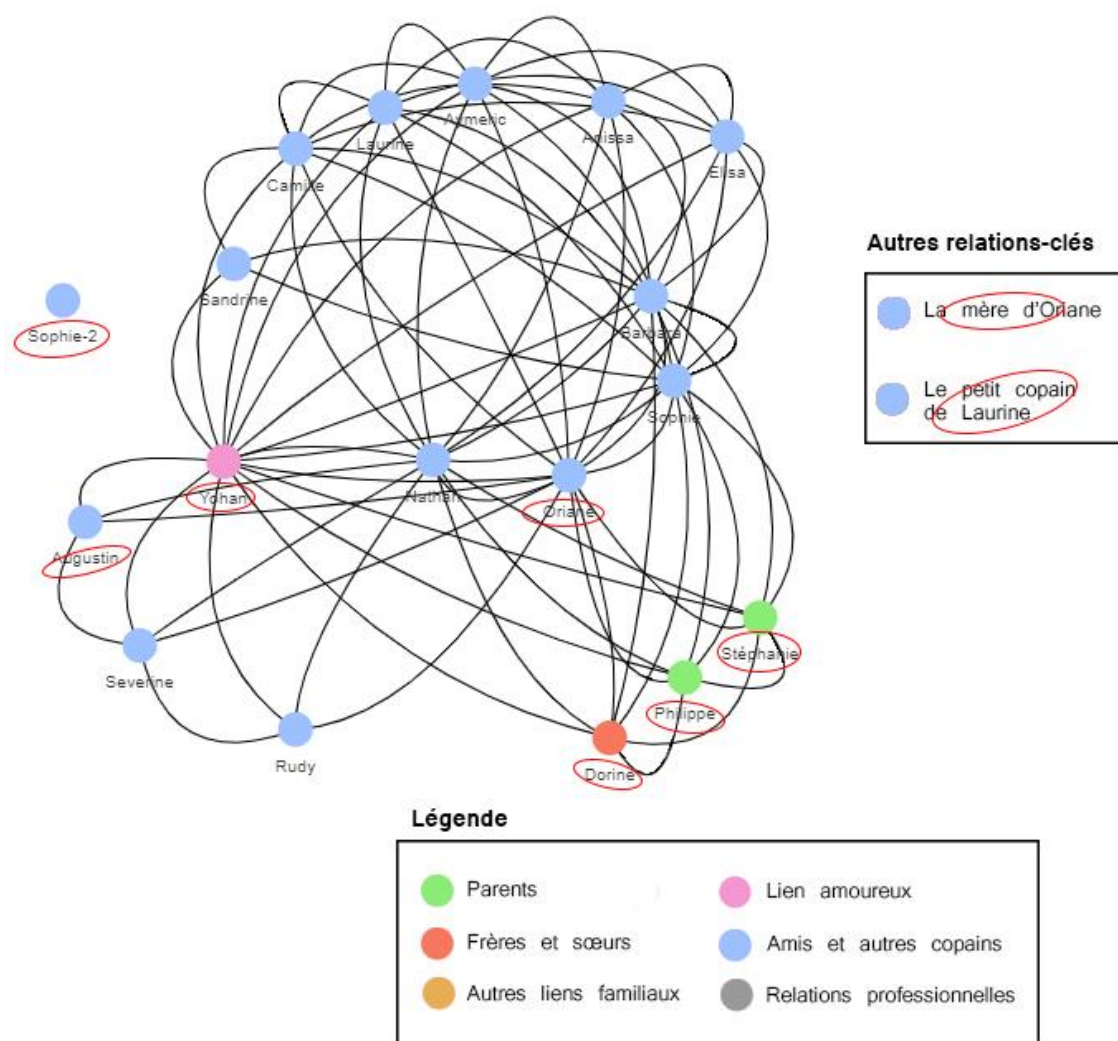 Laurine
Aymeric
Anissa
Elisa
Camille
Sandrine
Sophie-2
Barbara
Sophie
Yohan
Nathan
Oriane
Augustin
Severine
Rudy
Stéphanie
Philippe
Dorine
Autres relations-clés
La mère d'Oriane
Le petit copain
de Laurine
Légende
Parents
Lien amoureux
Frères et sœurs
Amis et autres copains
Autres liens familiaux
Relations professionnelles